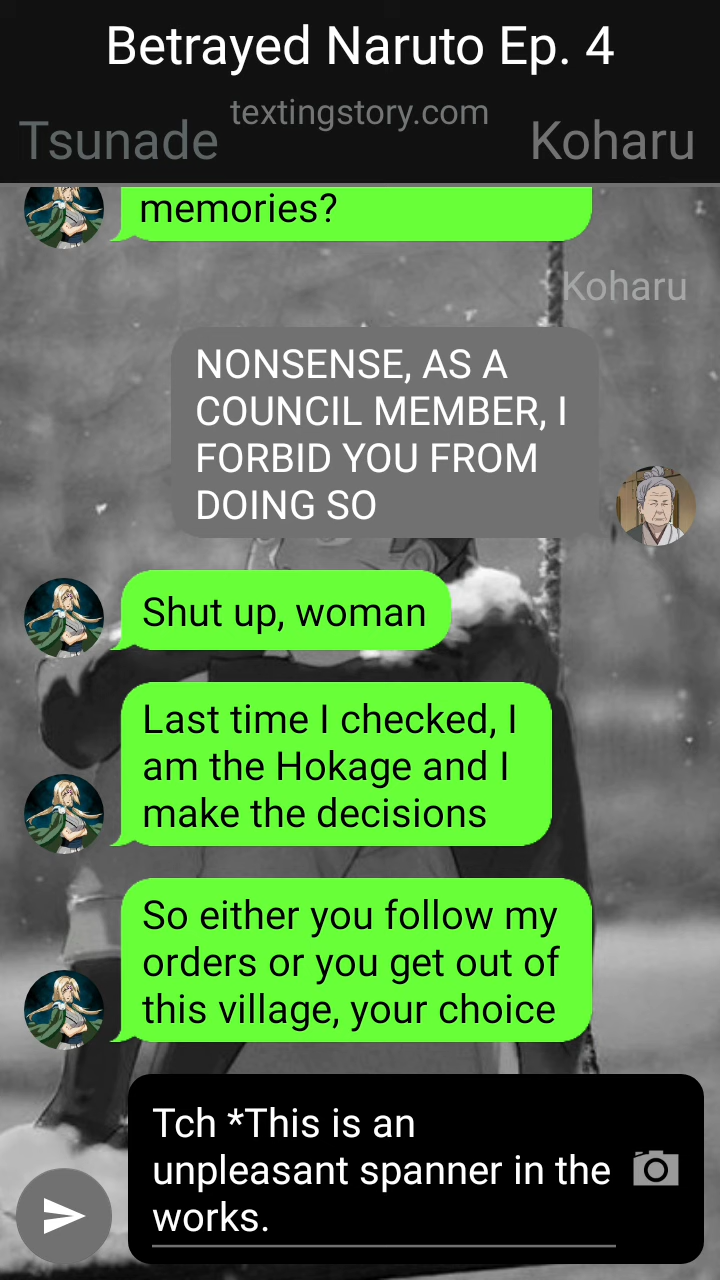 Betrayed Naruto Ep. 4
textingstory.com
Tsunade
Koharu
memories?
Koharu
NONSENSE, AS A
COUNCIL MEMBER, I
FORBID YOU FROM
DOING SO
Shut up, woman
Last time I checked, I
am the Hokage and I
make the decisions
So either you follow my
orders or you get out of
this village, your choice
Tch *This is an
unpleasant spanner in the
works.